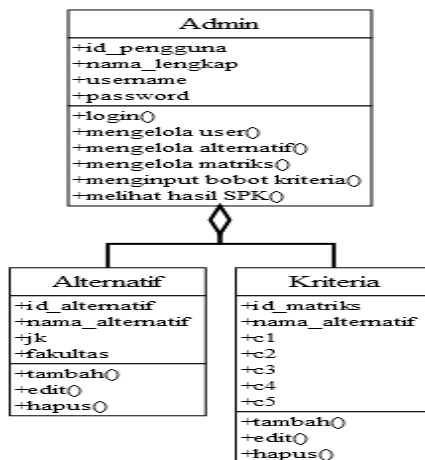 Admin
+id_pengguna
+nama_lengkap
+username
+password
+login()
+mengelola user()
+mengelola alternatif()
+mengelola matriks()
+menginput bobot kriteria()
+melihat hasil SPK()
Alternatif
+id_alternatif
+nama_alternatif
+jk
+fakultas
+tambah()
+edit()
+hapus()
Kriteria
+id_matriks
+nama_alternatif
+c1
+c2
+c3
+c4
+c5
+tambah()
+edit()
+hapus()